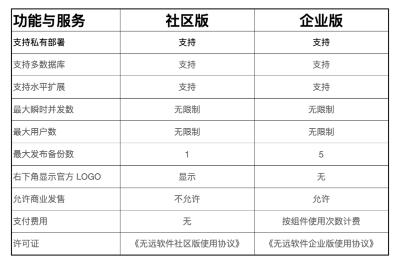 功能与服务 社区版 企业版
支持私有部署 支持 支持
支持多数据库 支持 支持
支持水平扩展 支持 支持
最大瞬时并发数 无限制 无限制
最大用户数 无限制 无限制
最大发布备份数 1 5
右下角显示官方 LOGO 显示 无
允许商业发售 不允许 允许
支付费用 无 按组件使用次数计费
许可证 《无远软件社区版使用协议》 《无远软件企业版使用协议》